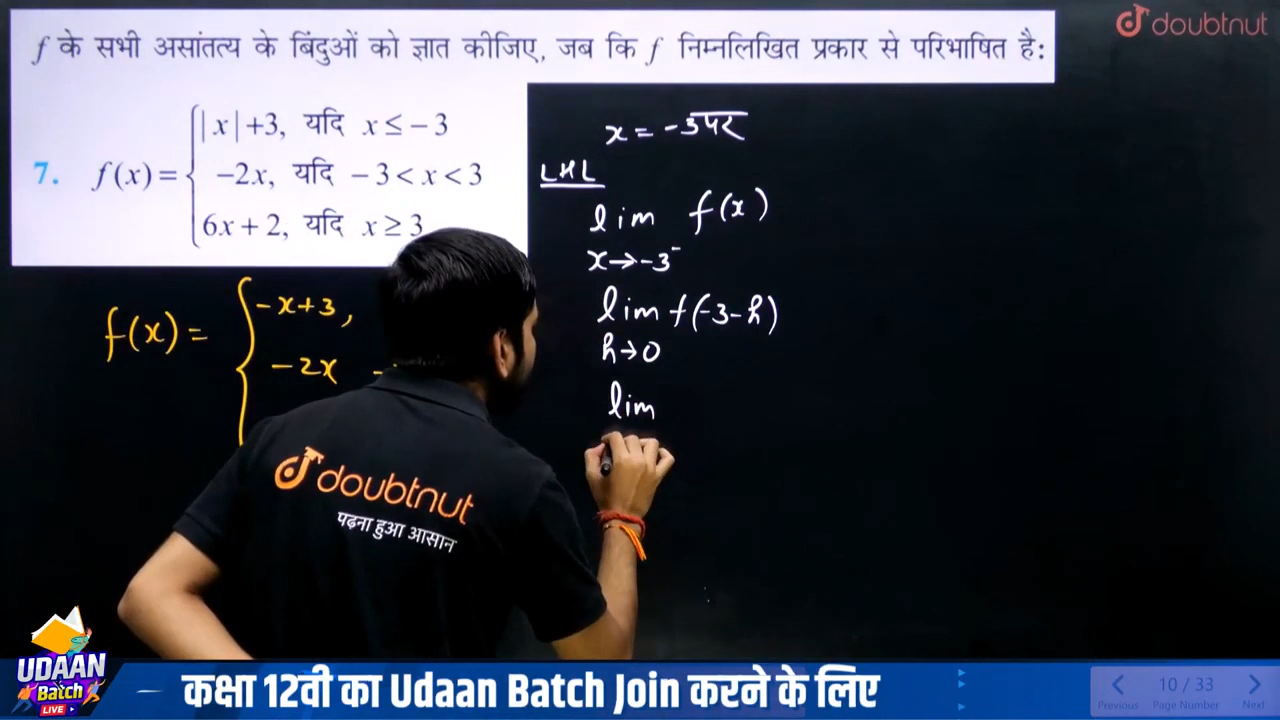 doubtnut
f के सभी असांतत्य के बिंदुओं को ज्ञात कीजिए, जब कि f निम्नलिखित प्रकार से परिभाषित है:
|x|+3, यदि x ≤ −3
7. f(x) = { −2x, यदि −3 < x < 3
6x + 2, यदि x ≥ 3
x = -3 पर
LHL
lim f(x)
x→-3⁻
lim f(-3-h)
h→0
lim
f(x) = { -x+3,
-2x
doubtnut
पढ़ना हुआ आसान
UDAAN
Batch
LIVE
कक्षा 12वी का Udaan Batch Join करने के लिए
10 / 33
Previous Page Number Next